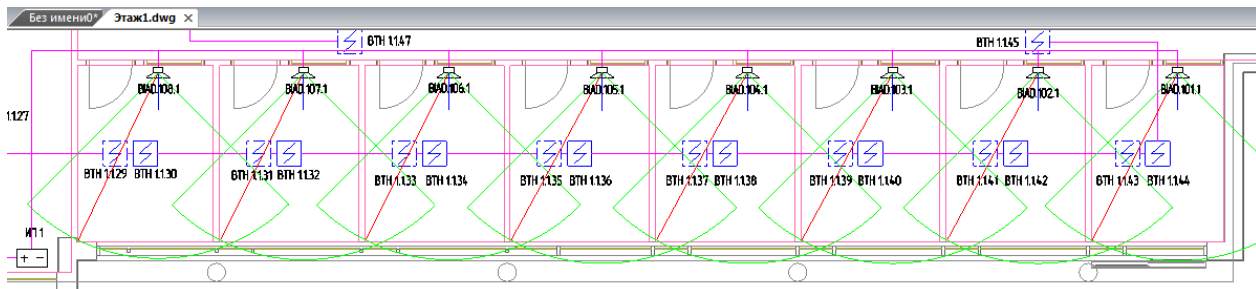 Без имени0* Этаж1.dwg
ВТН 1.1.47 ВТН 1.1.45
BIAD.108.1 BIAD.107.1 BIAD.106.1 BIAD.105.1 BIAD.104.1 BIAD.103.1 BIAD.102.1 BIAD.101.1
1.1.27
ВТН 1.1.29 ВТН 1.1.30 ВТН 1.1.31 ВТН 1.1.32 ВТН 1.1.33 ВТН 1.1.34 ВТН 1.1.35 ВТН 1.1.36 ВТН 1.1.37 ВТН 1.1.38 ВТН 1.1.39 ВТН 1.1.40 ВТН 1.1.41 ВТН 1.1.42 ВТН 1.1.43 ВТН 1.1.44
ИП 1
+ −